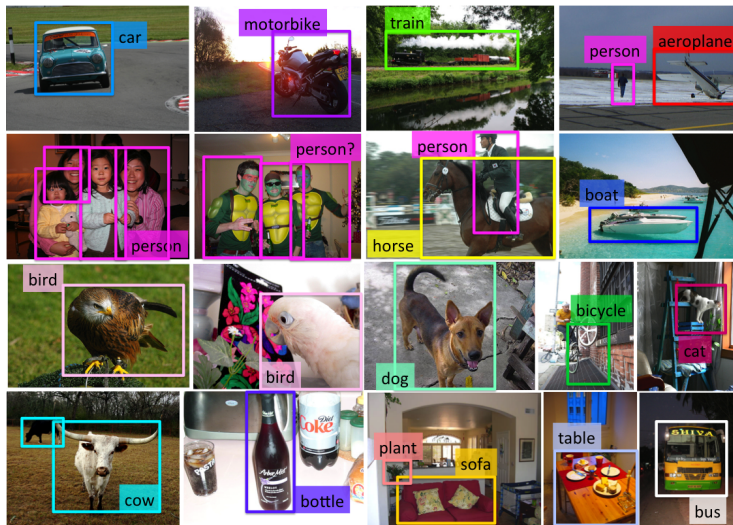 car
motorbike
train
person
aeroplane
person
person?
person
horse
boat
bird
bird
dog
bicycle
cat
cow
bottle
Diet
Coke
plant
sofa
table
SHIVA
bus